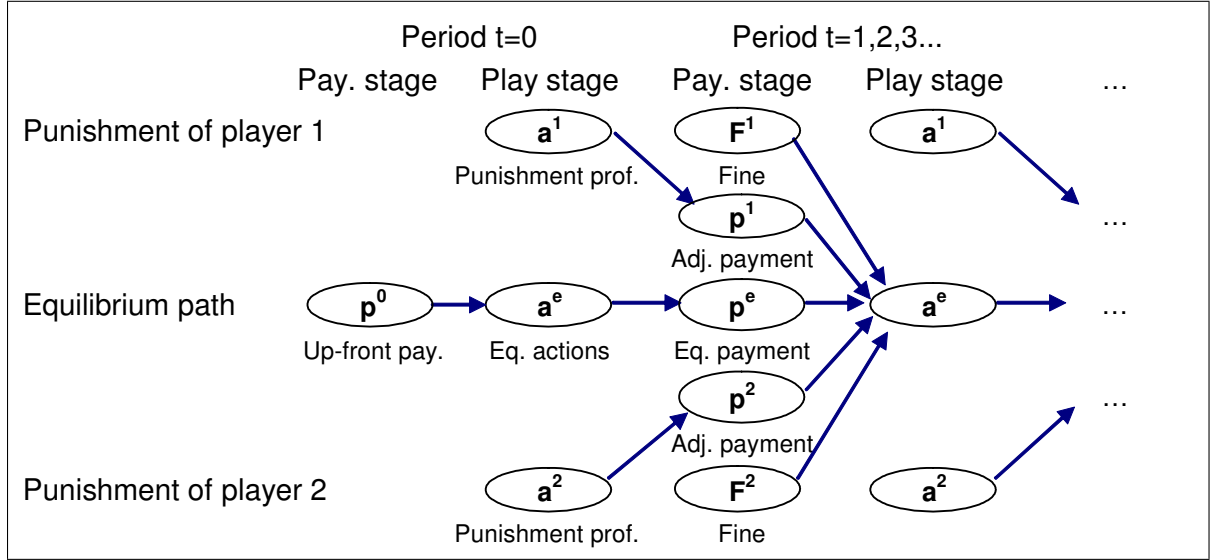 Period t=0 Period t=1,2,3...
Pay. stage Play stage Pay. stage Play stage ...
Punishment of player 1 a¹ F¹ a¹
Punishment prof. Fine
p¹ ...
Adj. payment
Equilibrium path p⁰ aᵉ pᵉ aᵉ ...
Up-front pay. Eq. actions Eq. payment
p² ...
Adj. payment
Punishment of player 2 a² F² a²
Punishment prof. Fine